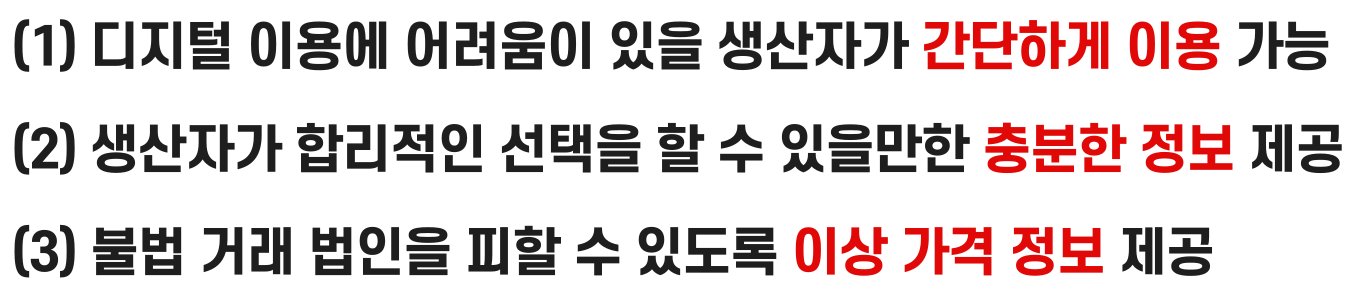 (1) 디지털 이용에 어려움이 있을 생산자가 간단하게 이용 가능
(2) 생산자가 합리적인 선택을 할 수 있을만한 충분한 정보 제공
(3) 불법 거래 법인을 피할 수 있도록 이상 가격 정보 제공